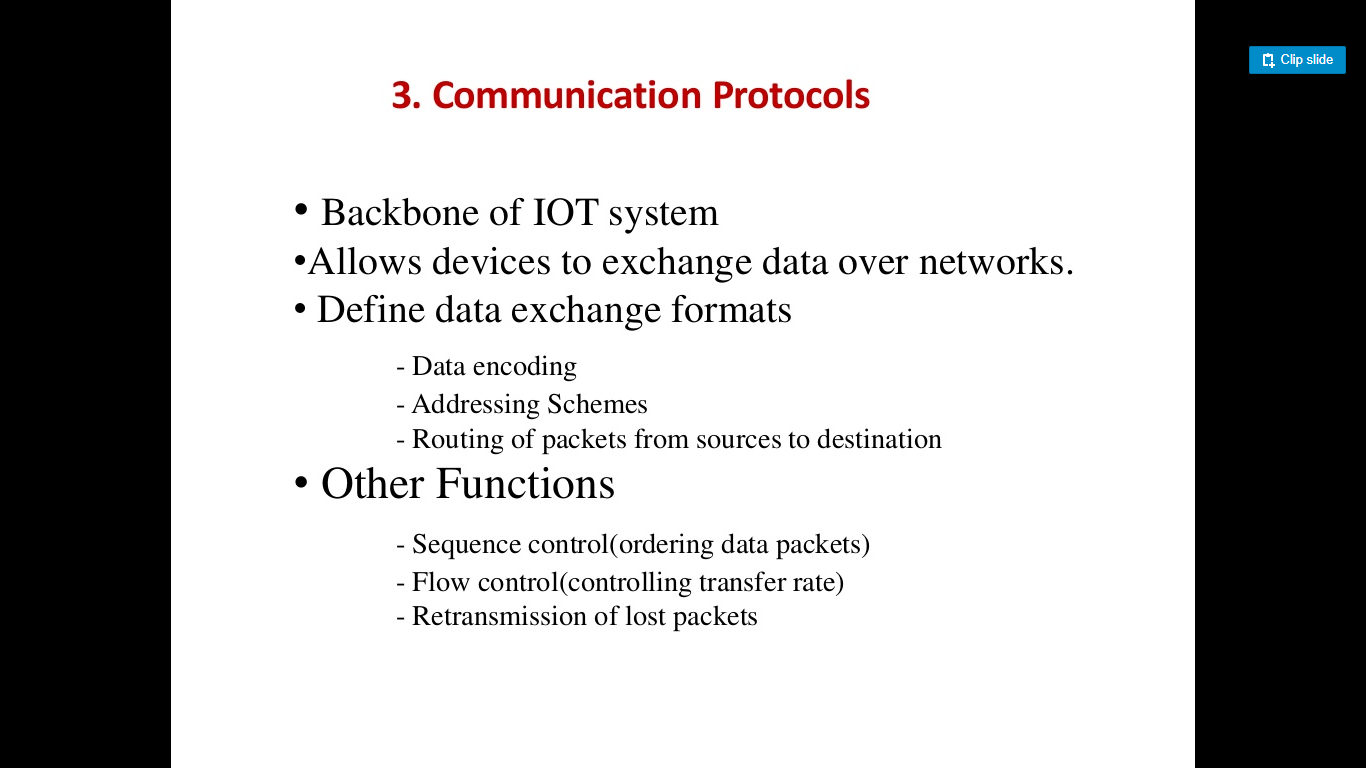 Clip slide
3. Communication Protocols
• Backbone of IOT system
•Allows devices to exchange data over networks.
• Define data exchange formats
- Data encoding
- Addressing Schemes
- Routing of packets from sources to destination
• Other Functions
- Sequence control(ordering data packets)
- Flow control(controlling transfer rate)
- Retransmission of lost packets